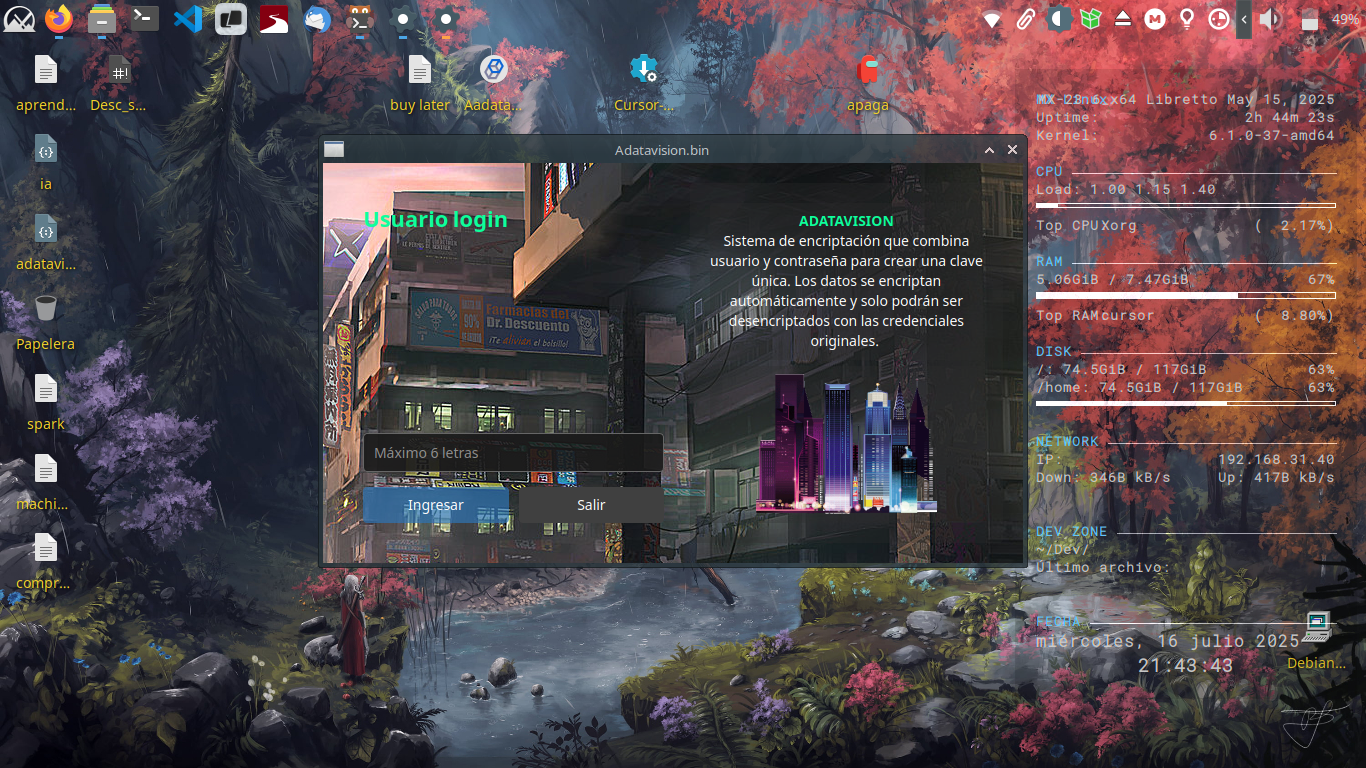 49%
aprend...
Desc_s...
buy later
Aadata...
Cursor-...
apaga
ia
adatavi...
Papelera
spark
machi...
compr...
Adatavision.bin
Usuario login
Farmacias del
Dr. Descuento
¡Te alivian el bolsillo!
90%
Máximo 6 letras
Ingresar
Salir
ADATAVISION
Sistema de encriptación que combina
usuario y contraseña para crear una clave
única. Los datos se encriptan
automáticamente y solo podrán ser
desencriptados con las credenciales
originales.
x64 Libretto May 15, 2025
Uptime: 2h 44m 23s
Kernel: 6.1.0-37-amd64
CPU
Load: 1.00 1.15 1.40
Top CPU Xorg ( 2.17%)
RAM
5.06GiB / 7.47GiB 67%
Top RAM cursor ( 8.80%)
DISK
/: 74.5GiB / 117GiB 63%
/home: 74.5GiB / 117GiB 63%
NETWORK
IP: 192.168.31.40
Down: 346B kB/s Up: 417B kB/s
DEV ZONE
~/Dev/
Último archivo:
FECHA
miércoles, 16 julio 2025
21:43:43
Debian...